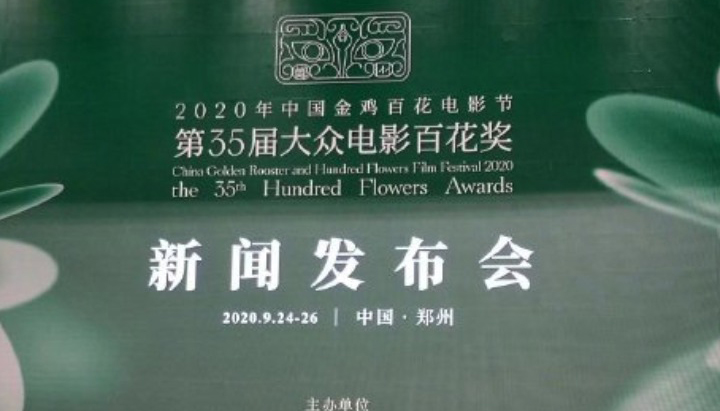 2020年中国金鸡百花电影节
第35届大众电影百花奖
China Golden Rooster and Hundred Flowers Film Festival 2020
the 35th Hundred Flowers Awards
新闻发布会
2020.9.24-26 | 中国·郑州
主办单位